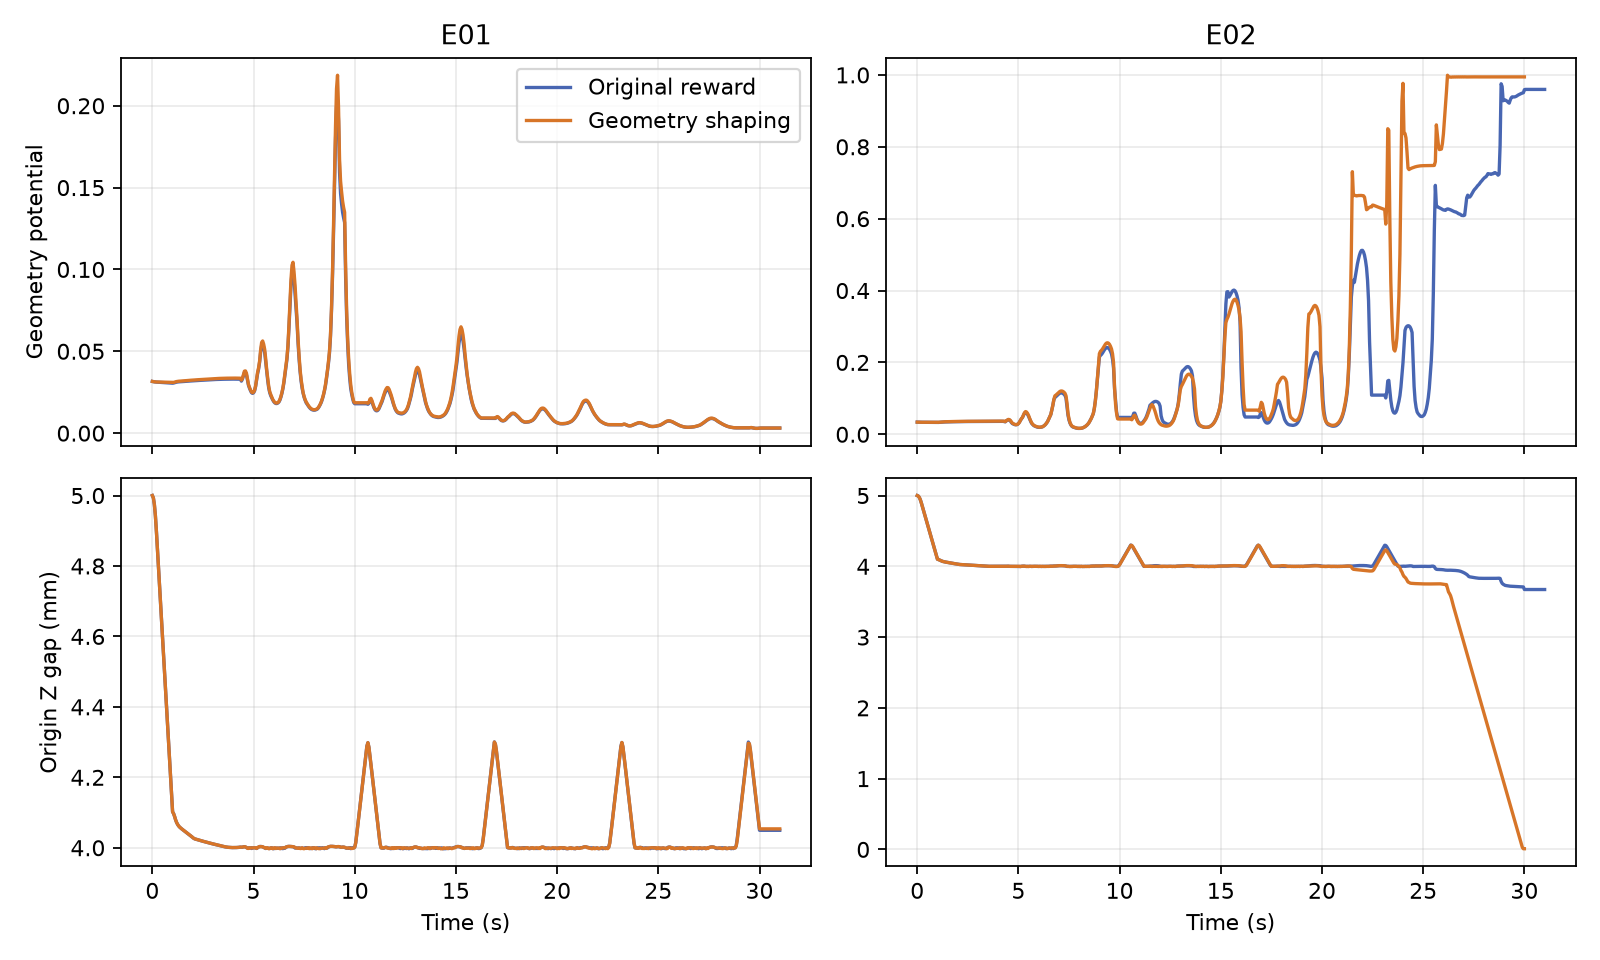 E01
E02
Geometry potential
0.20
0.15
0.10
0.05
0.00
Original reward
Geometry shaping
1.0
0.8
0.6
0.4
0.2
0.0
Origin Z gap (mm)
5.0
4.8
4.6
4.4
4.2
4.0
0 5 10 15 20 25 30
Time (s)
5
4
3
2
1
0
0 5 10 15 20 25 30
Time (s)